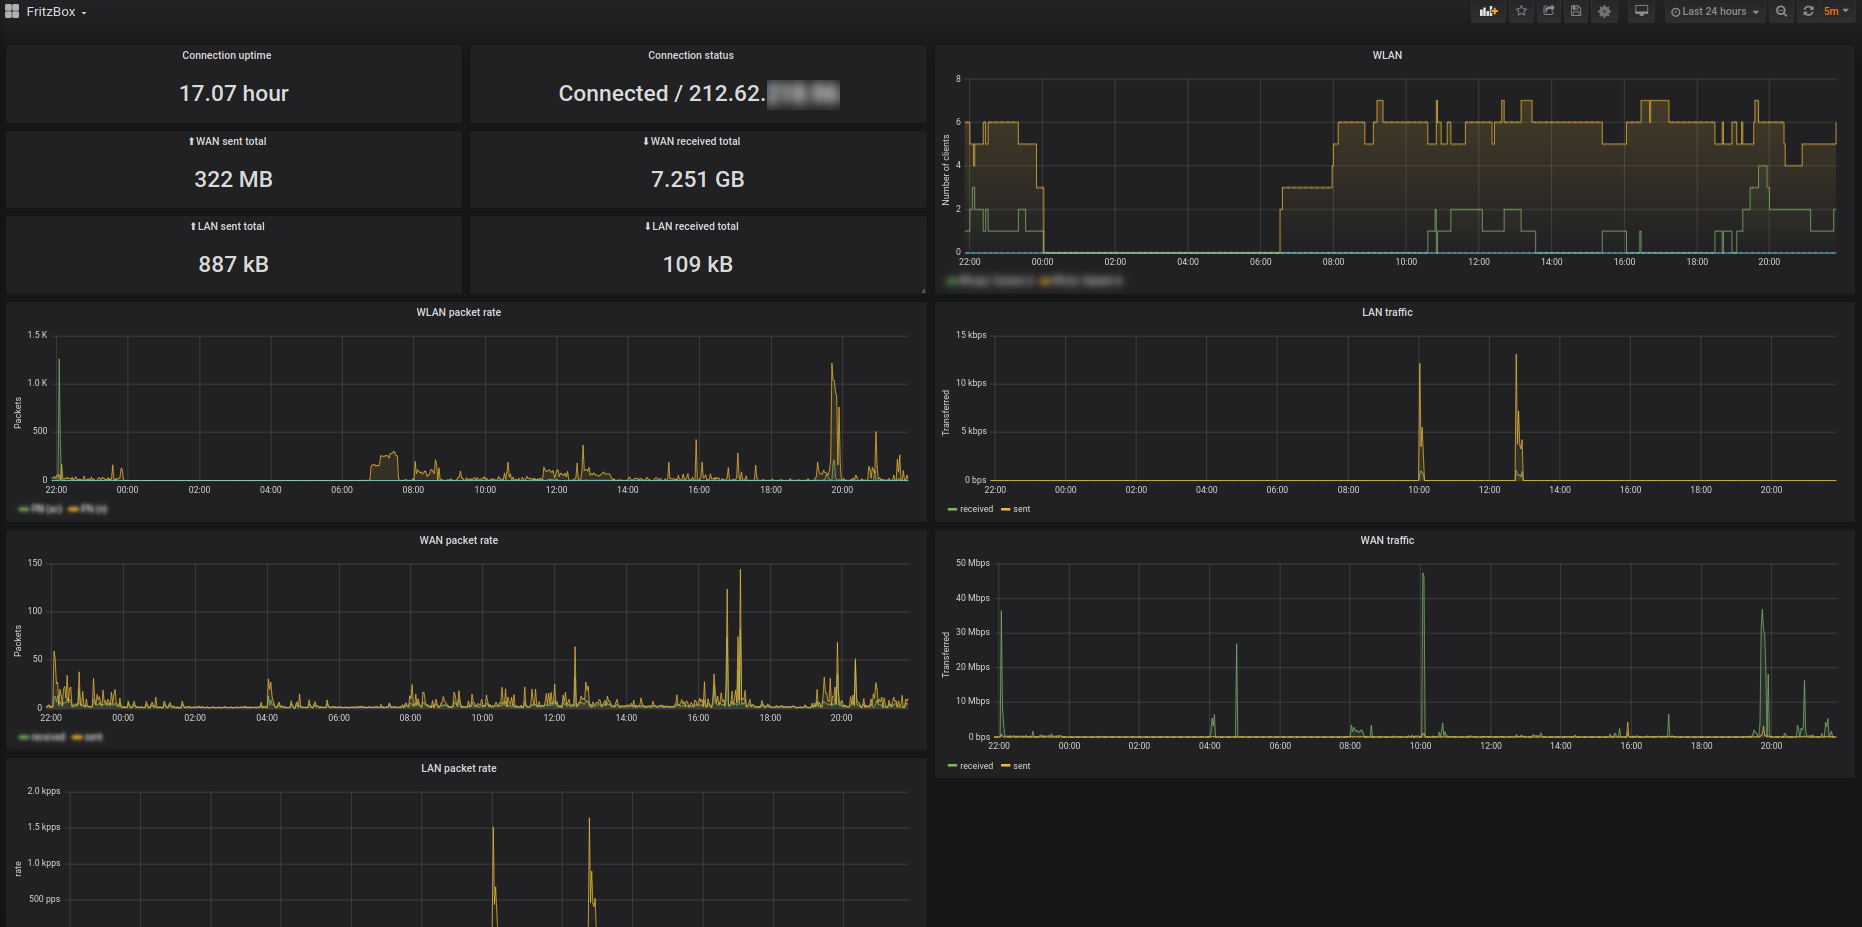 FritzBox
Last 24 hours
5m
Connection uptime
17.07 hour
Connection status
Connected / 212.62.
⬆WAN sent total
322 MB
⬇WAN received total
7.251 GB
⬆LAN sent total
887 kB
⬇LAN received total
109 kB
WLAN
Number of clients
8
6
4
2
0
22:00 00:00 02:00 04:00 06:00 08:00 10:00 12:00 14:00 16:00 18:00 20:00
WLAN packet rate
Packets
1.5 K
1.0 K
500
0
22:00 00:00 02:00 04:00 06:00 08:00 10:00 12:00 14:00 16:00 18:00 20:00
LAN traffic
Transferred
15 kbps
10 kbps
5 kbps
0 bps
22:00 00:00 02:00 04:00 06:00 08:00 10:00 12:00 14:00 16:00 18:00 20:00
received sent
WAN packet rate
Packets
150
100
50
0
22:00 00:00 02:00 04:00 06:00 08:00 10:00 12:00 14:00 16:00 18:00 20:00
received sent
WAN traffic
Transferred
50 Mbps
40 Mbps
30 Mbps
20 Mbps
10 Mbps
0 bps
22:00 00:00 02:00 04:00 06:00 08:00 10:00 12:00 14:00 16:00 18:00 20:00
received sent
LAN packet rate
rate
2.0 kpps
1.5 kpps
1.0 kpps
500 pps